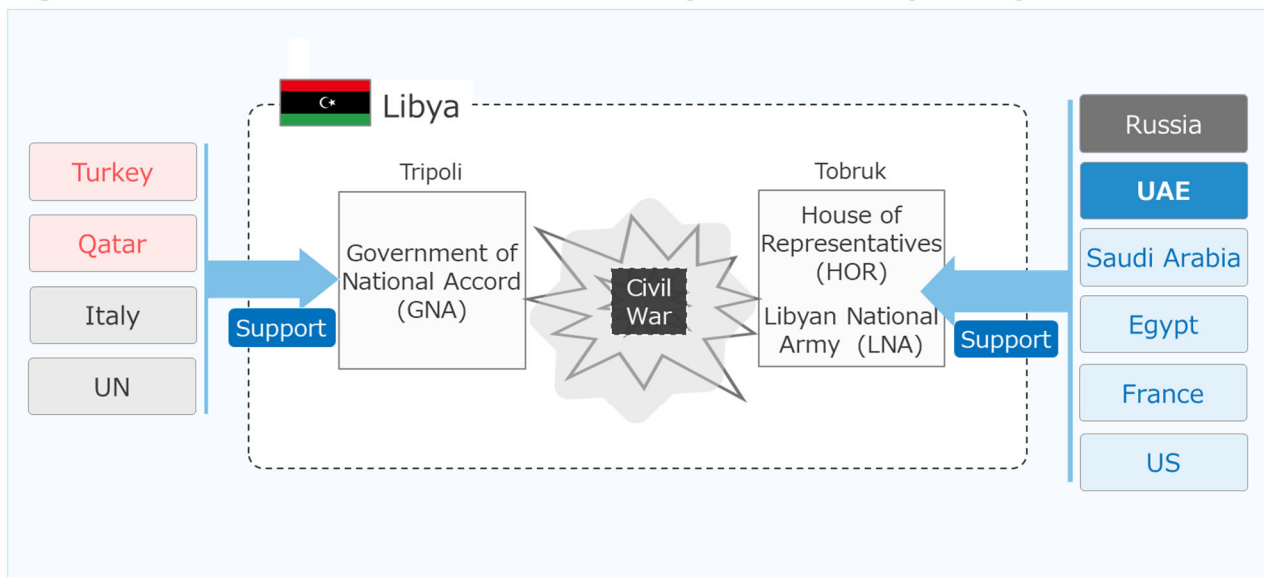 Libya
Turkey
Qatar
Italy
UN
Support
Tripoli
Government of
National Accord
(GNA)
Civil
War
Tobruk
House of
Representatives
(HOR)
Libyan National
Army (LNA)
Support
Russia
UAE
Saudi Arabia
Egypt
France
US